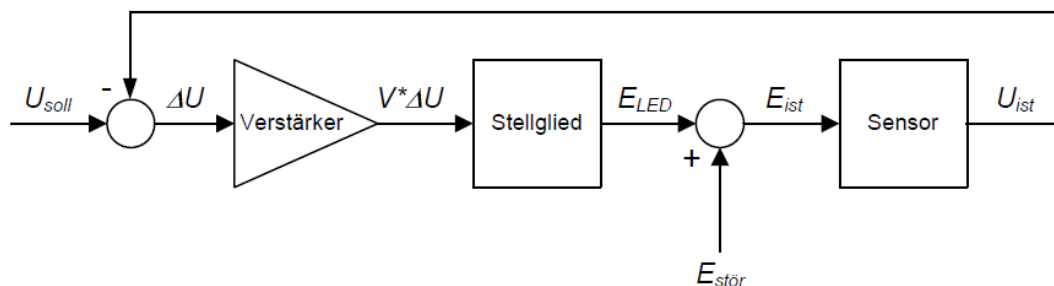 U_soll
-
ΔU
Verstärker
V*ΔU
Stellglied
E_LED
+
E_stör
E_ist
Sensor
U_ist